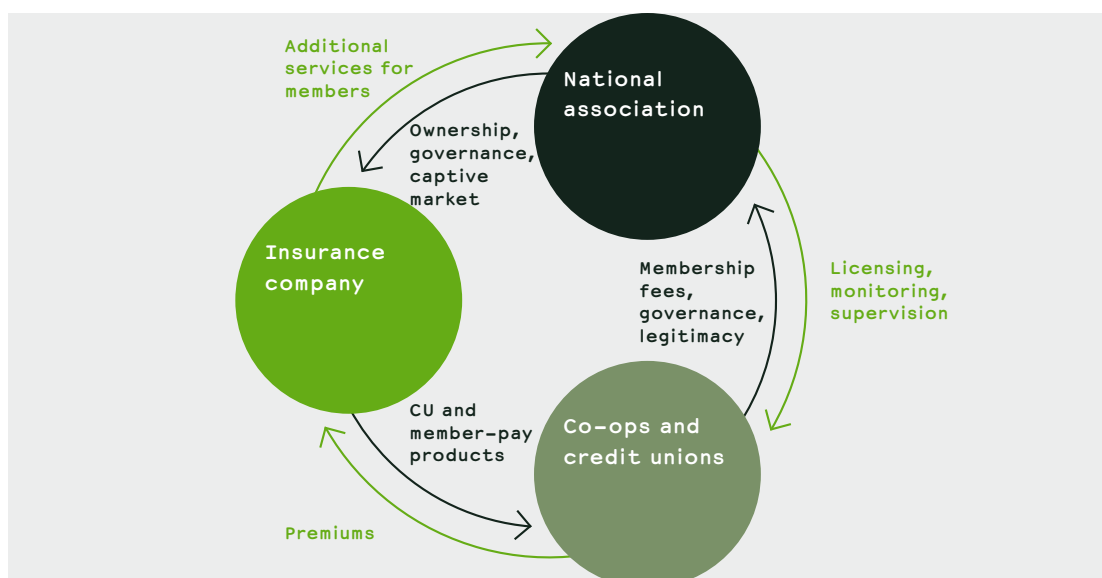 Additional
services for
members
National
association
Ownership,
governance,
captive
market
Insurance
company
Membership
fees,
governance,
legitimacy
Licensing,
monitoring,
supervision
CU and
member-pay
products
Co-ops and
credit unions
Premiums